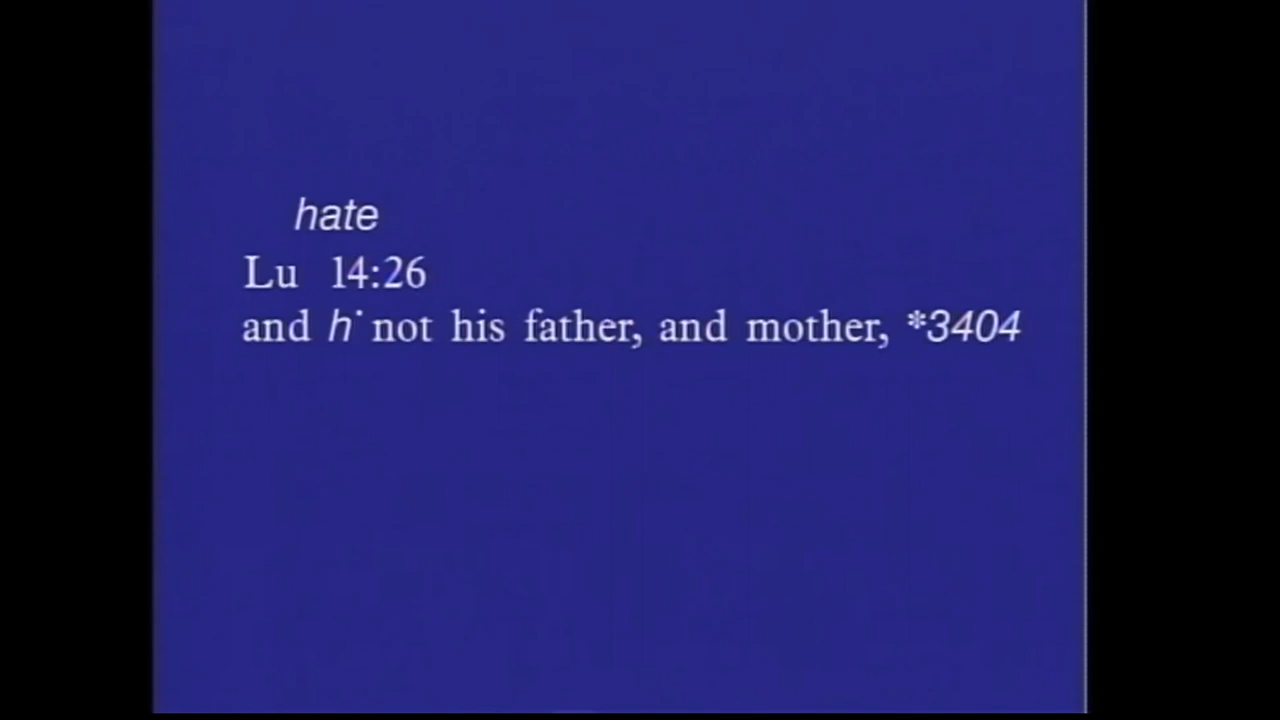 hate
Lu 14:26
and h· not his father, and mother, *3404